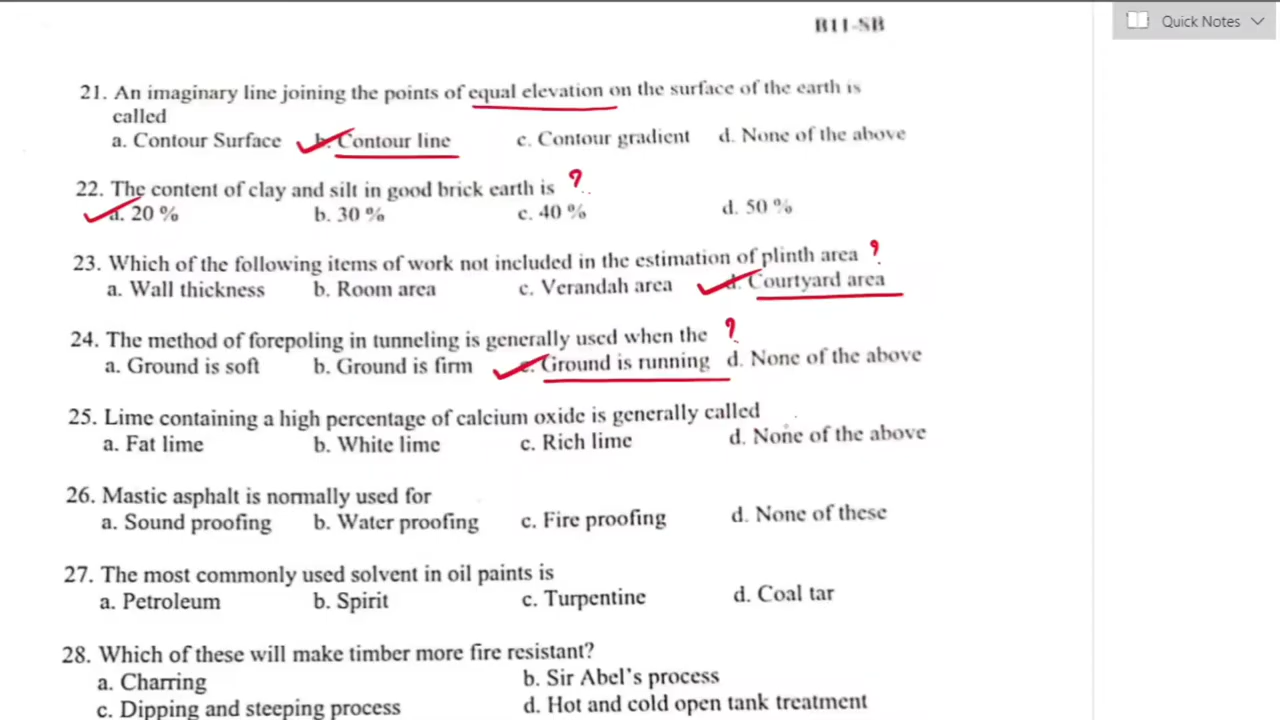 B11-SB
Quick Notes
21. An imaginary line joining the points of equal elevation on the surface of the earth is
called
a. Contour Surface b. Contour line c. Contour gradient d. None of the above
22. The content of clay and silt in good brick earth is ?
a. 20 % b. 30 % c. 40 % d. 50 %
23. Which of the following items of work not included in the estimation of plinth area ?
a. Wall thickness b. Room area c. Verandah area d. Courtyard area
24. The method of forepoling in tunneling is generally used when the ?
a. Ground is soft b. Ground is firm c. Ground is running d. None of the above
25. Lime containing a high percentage of calcium oxide is generally called
a. Fat lime b. White lime c. Rich lime d. None of the above
26. Mastic asphalt is normally used for
a. Sound proofing b. Water proofing c. Fire proofing d. None of these
27. The most commonly used solvent in oil paints is
a. Petroleum b. Spirit c. Turpentine d. Coal tar
28. Which of these will make timber more fire resistant?
a. Charring b. Sir Abel's process
c. Dipping and steeping process d. Hot and cold open tank treatment